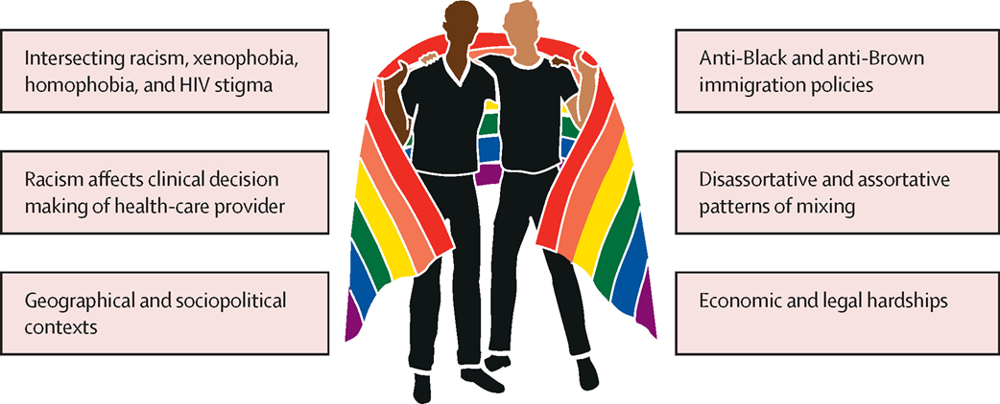 Intersecting racism, xenophobia,
homophobia, and HIV stigma
Racism affects clinical decision
making of health-care provider
Geographical and sociopolitical
contexts
Anti-Black and anti-Brown
immigration policies
Disassortative and assortative
patterns of mixing
Economic and legal hardships